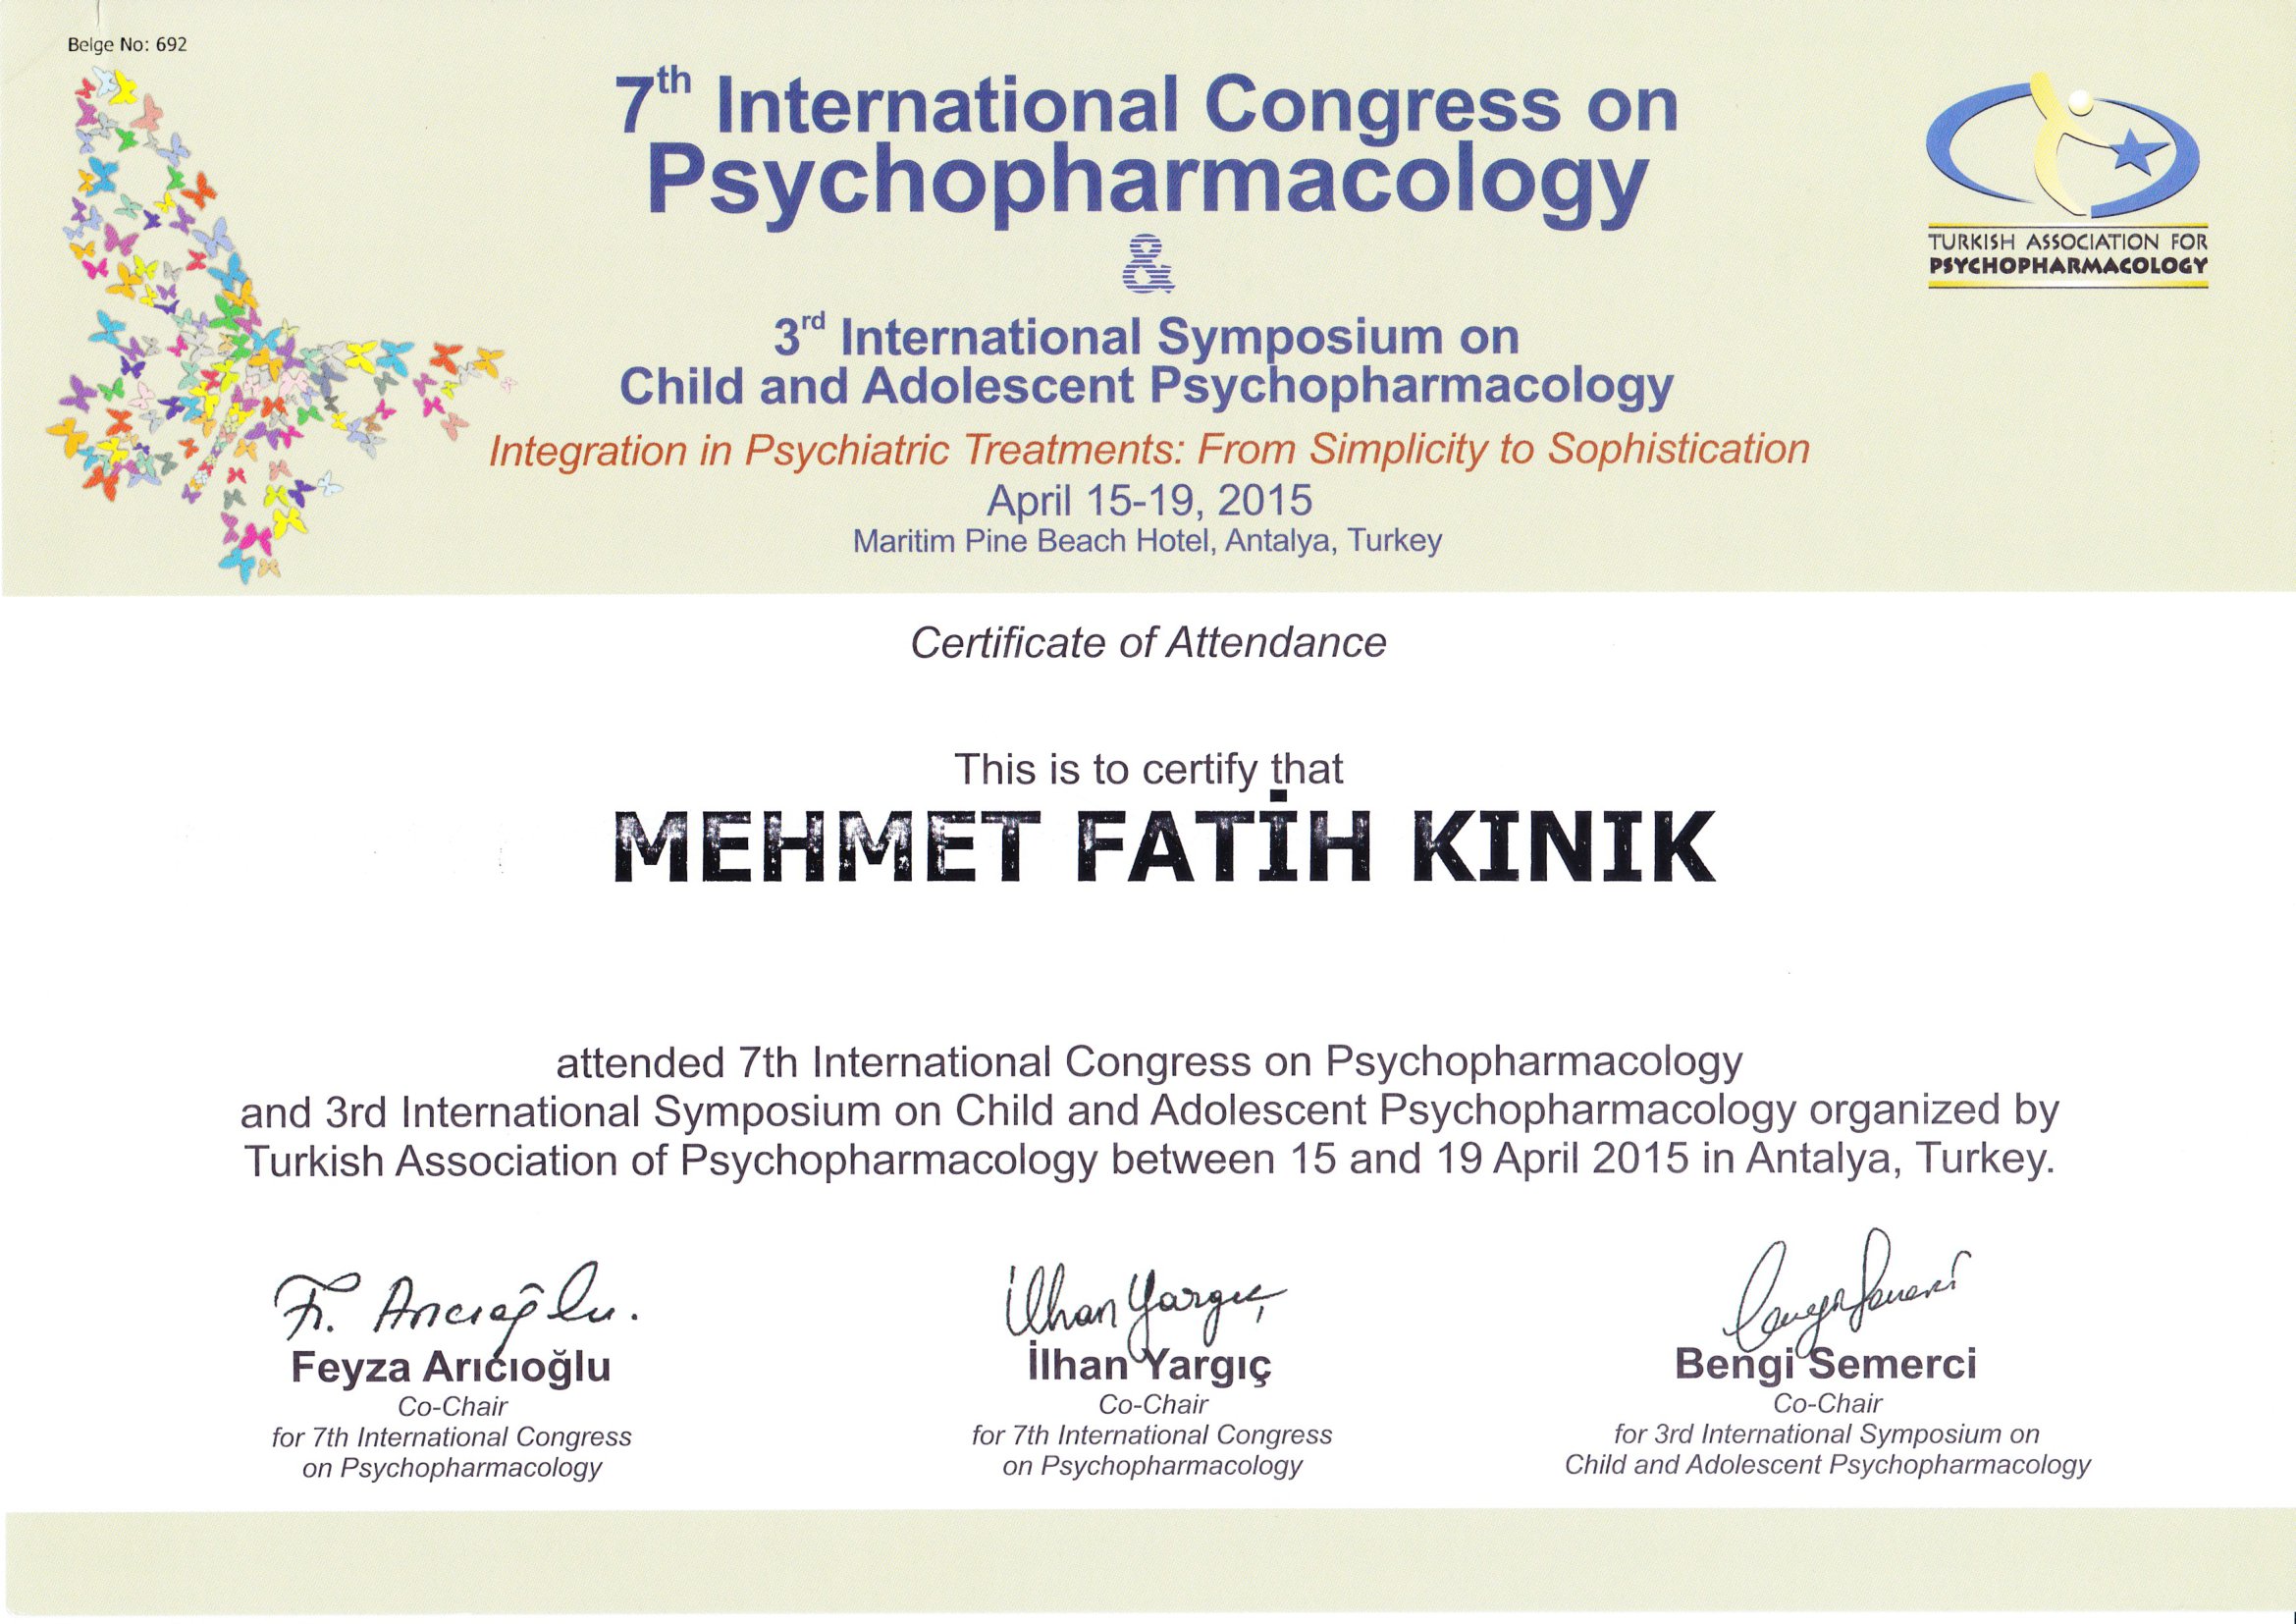 Belge No: 692
7th International Congress on
Psychopharmacology
&
3rd International Symposium on
Child and Adolescent Psychopharmacology
Integration in Psychiatric Treatments: From Simplicity to Sophistication
April 15-19, 2015
Maritim Pine Beach Hotel, Antalya, Turkey
TURKISH ASSOCIATION FOR
PSYCHOPHARMACOLOGY
Certificate of Attendance
This is to certify that
MEHMET FATİH KINIK
attended 7th International Congress on Psychopharmacology
and 3rd International Symposium on Child and Adolescent Psychopharmacology organized by
Turkish Association of Psychopharmacology between 15 and 19 April 2015 in Antalya, Turkey.
F. Arıcıoğlu.
Feyza Arıcıoğlu
Co-Chair
for 7th International Congress
on Psychopharmacology
İlhan Yargıç
İlhan Yargıç
Co-Chair
for 7th International Congress
on Psychopharmacology
Bengi Semerci
Co-Chair
for 3rd International Symposium on
Child and Adolescent Psychopharmacology